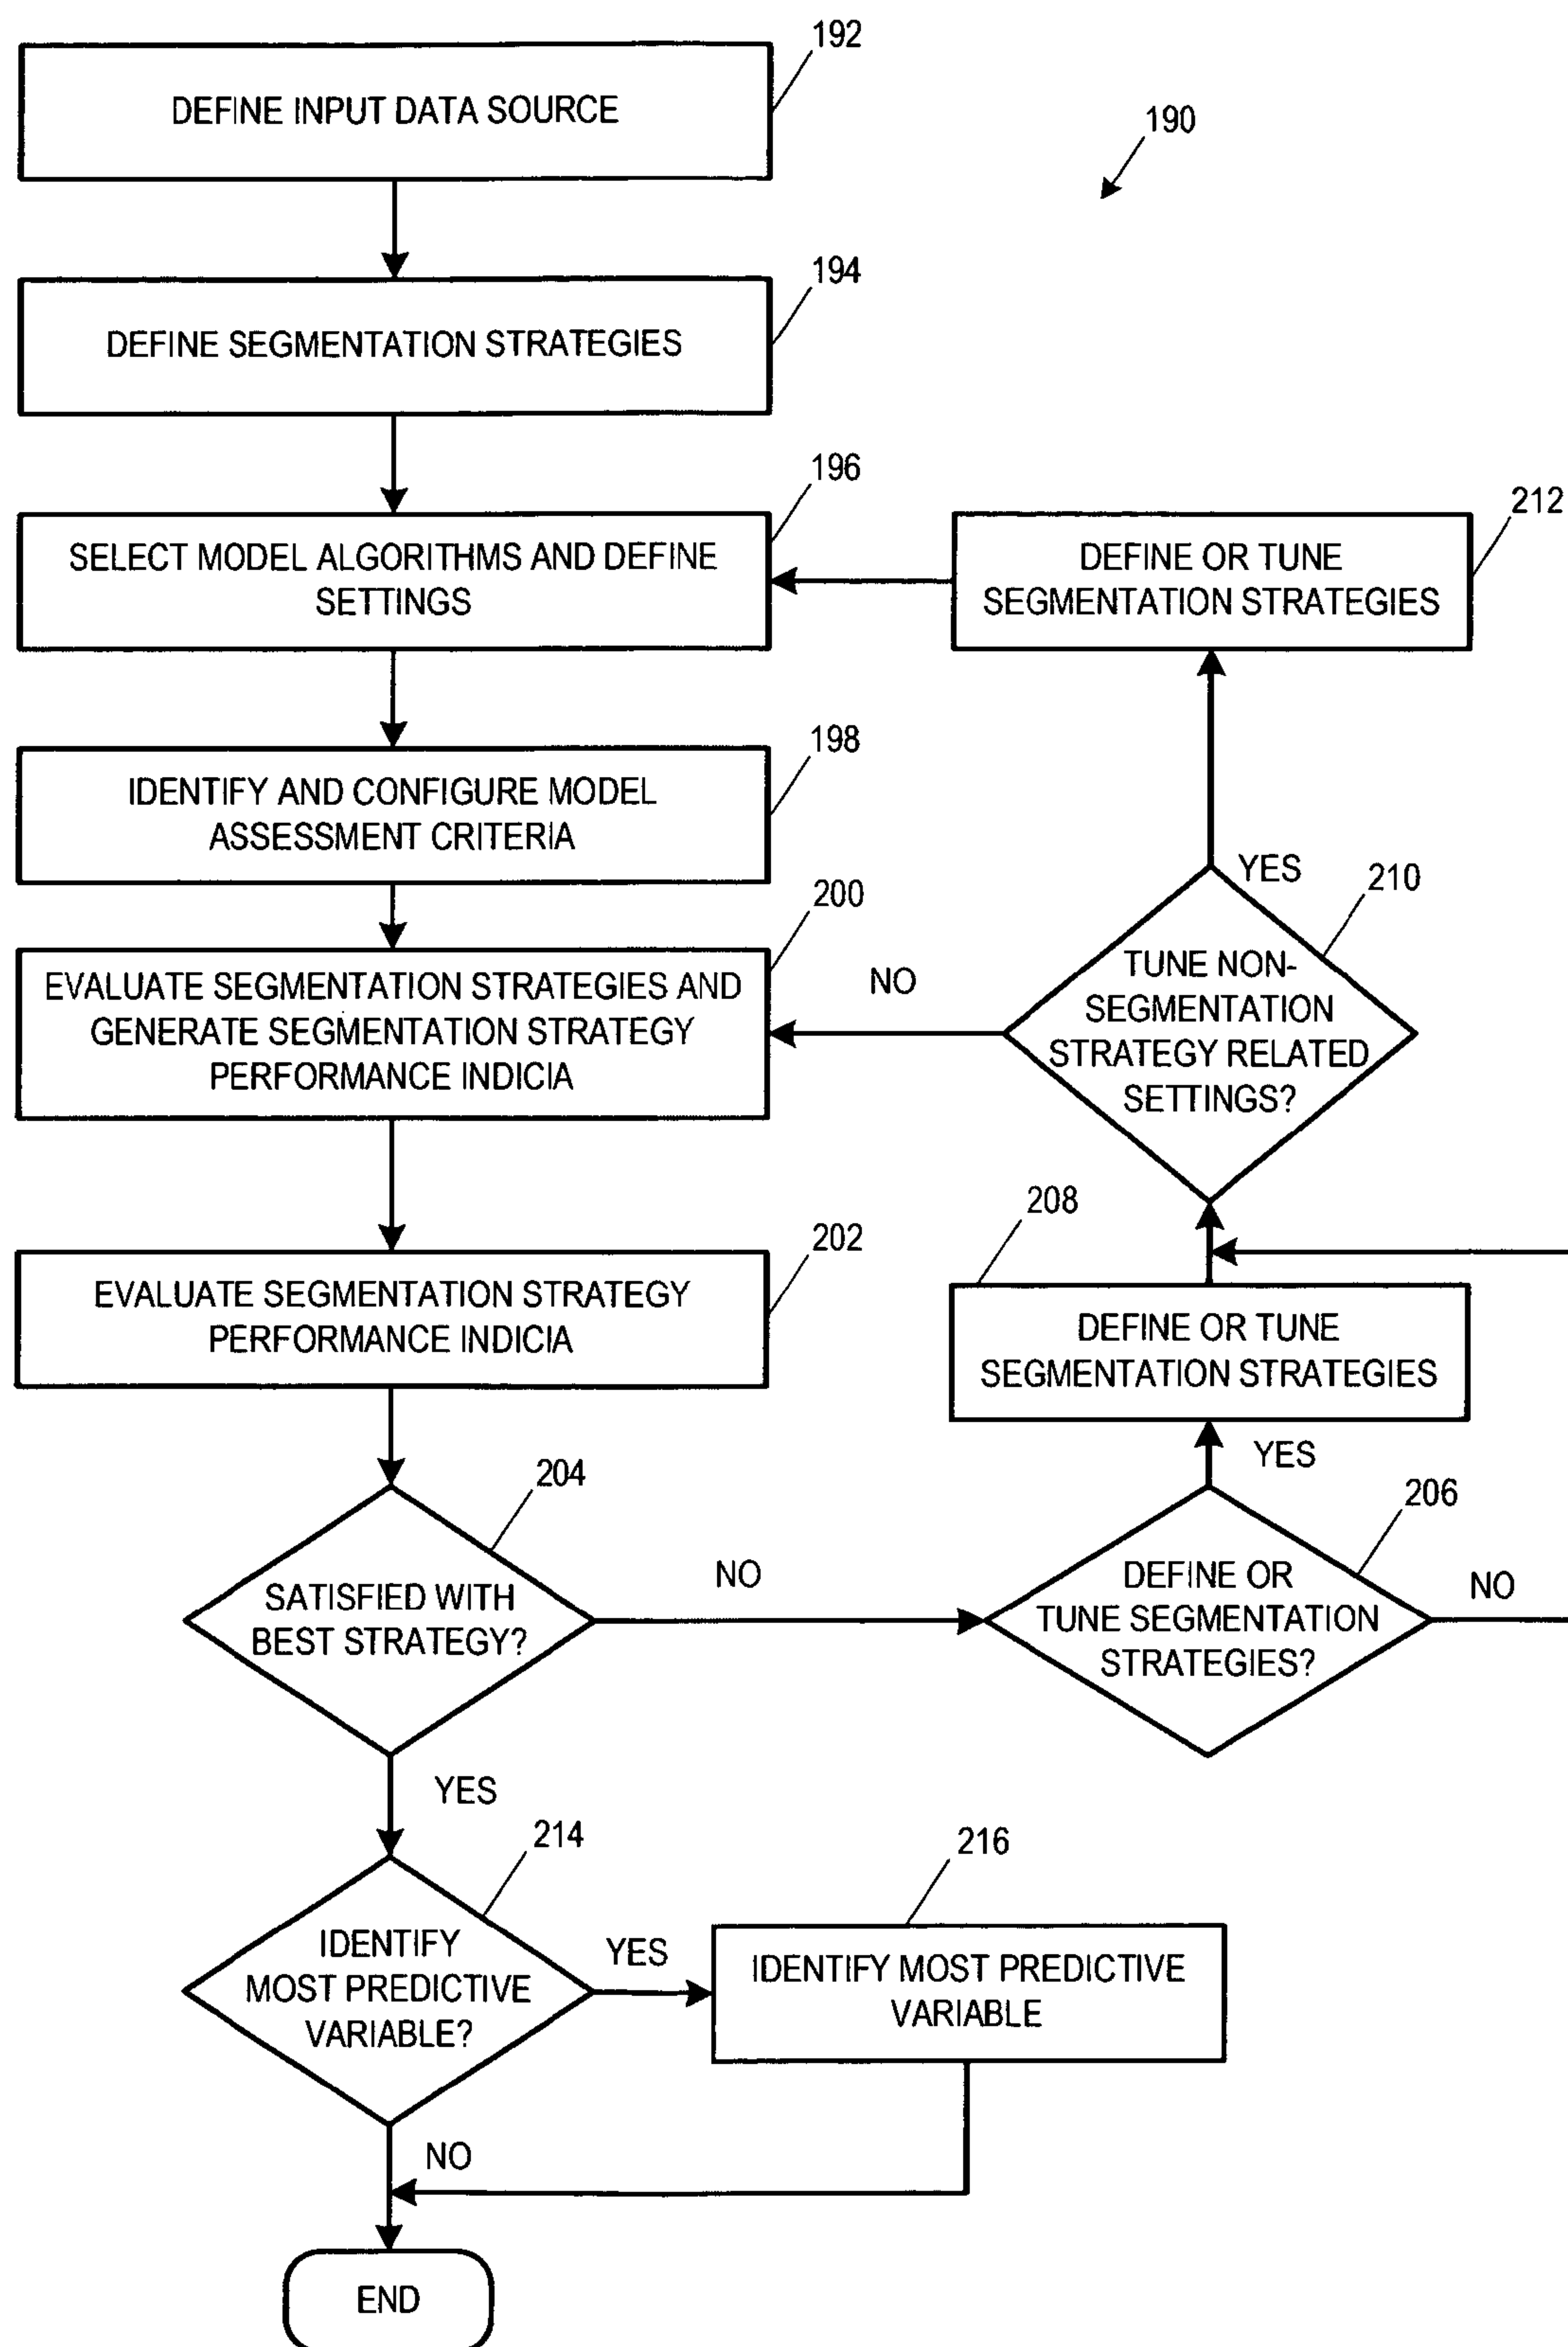 192
DEFINE INPUT DATA SOURCE
190
194
DEFINE SEGMENTATION STRATEGIES
196
SELECT MODEL ALGORITHMS AND DEFINE
SETTINGS
212
DEFINE OR TUNE
SEGMENTATION STRATEGIES
198
IDENTIFY AND CONFIGURE MODEL
ASSESSMENT CRITERIA
200
EVALUATE SEGMENTATION STRATEGIES AND
GENERATE SEGMENTATION STRATEGY
PERFORMANCE INDICIA
NO
YES
210
TUNE NON-
SEGMENTATION
STRATEGY RELATED
SETTINGS?
202
EVALUATE SEGMENTATION STRATEGY
PERFORMANCE INDICIA
208
DEFINE OR TUNE
SEGMENTATION STRATEGIES
YES
204
SATISFIED WITH
BEST STRATEGY?
NO
206
DEFINE OR
TUNE SEGMENTATION
STRATEGIES?
NO
YES
214
IDENTIFY
MOST PREDICTIVE
VARIABLE?
YES
216
IDENTIFY MOST PREDICTIVE
VARIABLE
NO
END